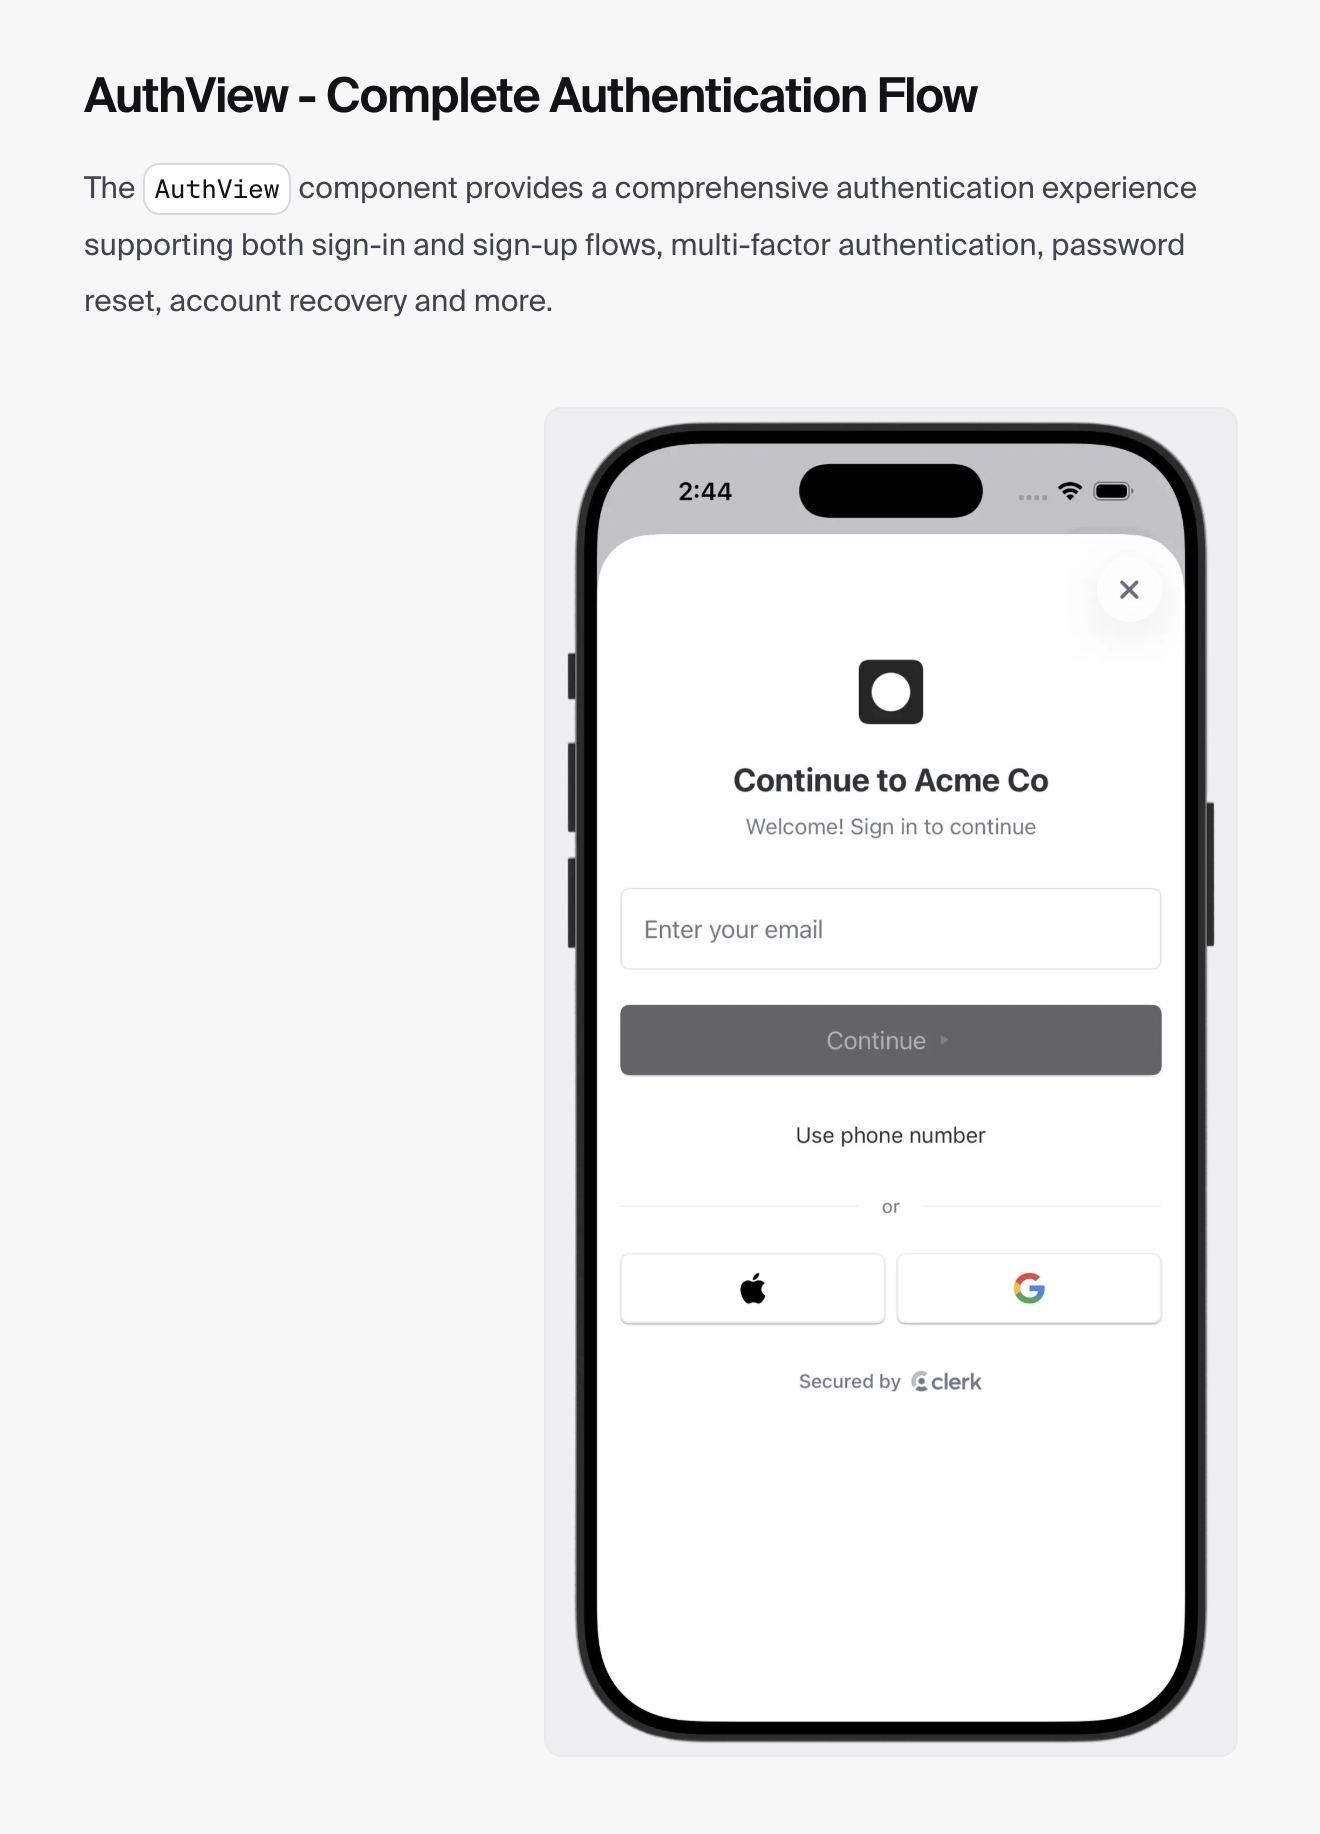 AuthView - Complete Authentication Flow
The AuthView component provides a comprehensive authentication experience
supporting both sign-in and sign-up flows, multi-factor authentication, password
reset, account recovery and more.
2:44
Continue to Acme Co
Welcome! Sign in to continue
Enter your email
Continue
Use phone number
or
Secured by clerk